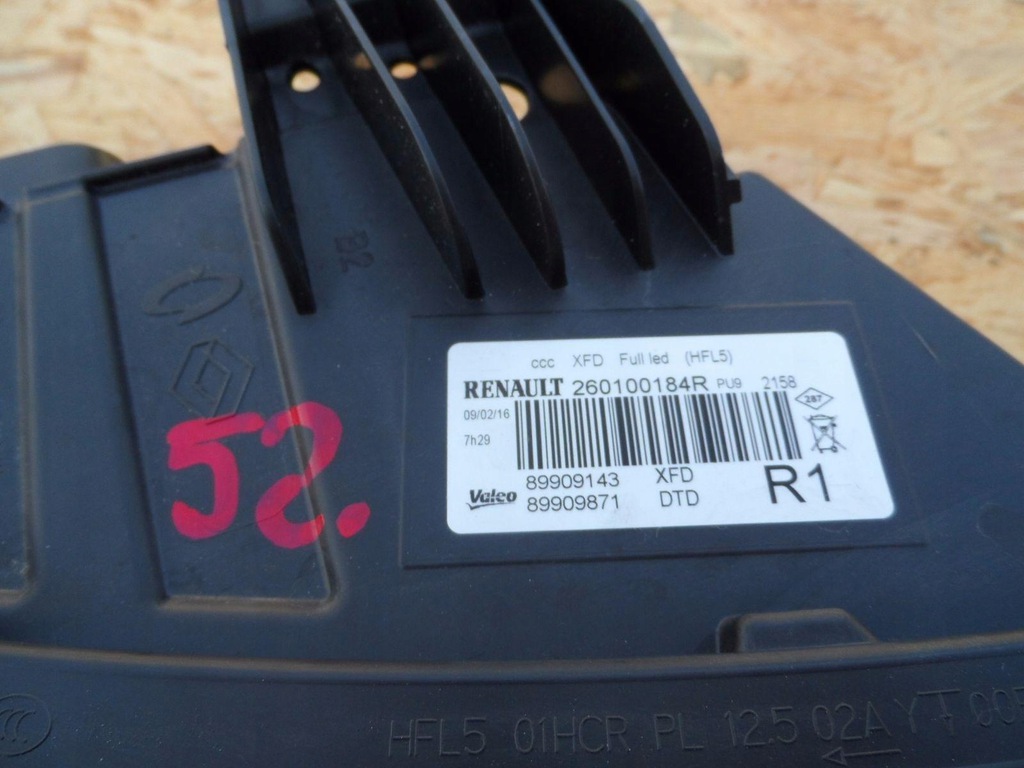 B2
ccc XFD Full led (HFL5)
RENAULT 260100184R PU9 2158
09/02/16
287
7h29
89909143 XFD
Valeo 89909871 DTD R1
52.
HFL5 01HCR PL 12.5 02A